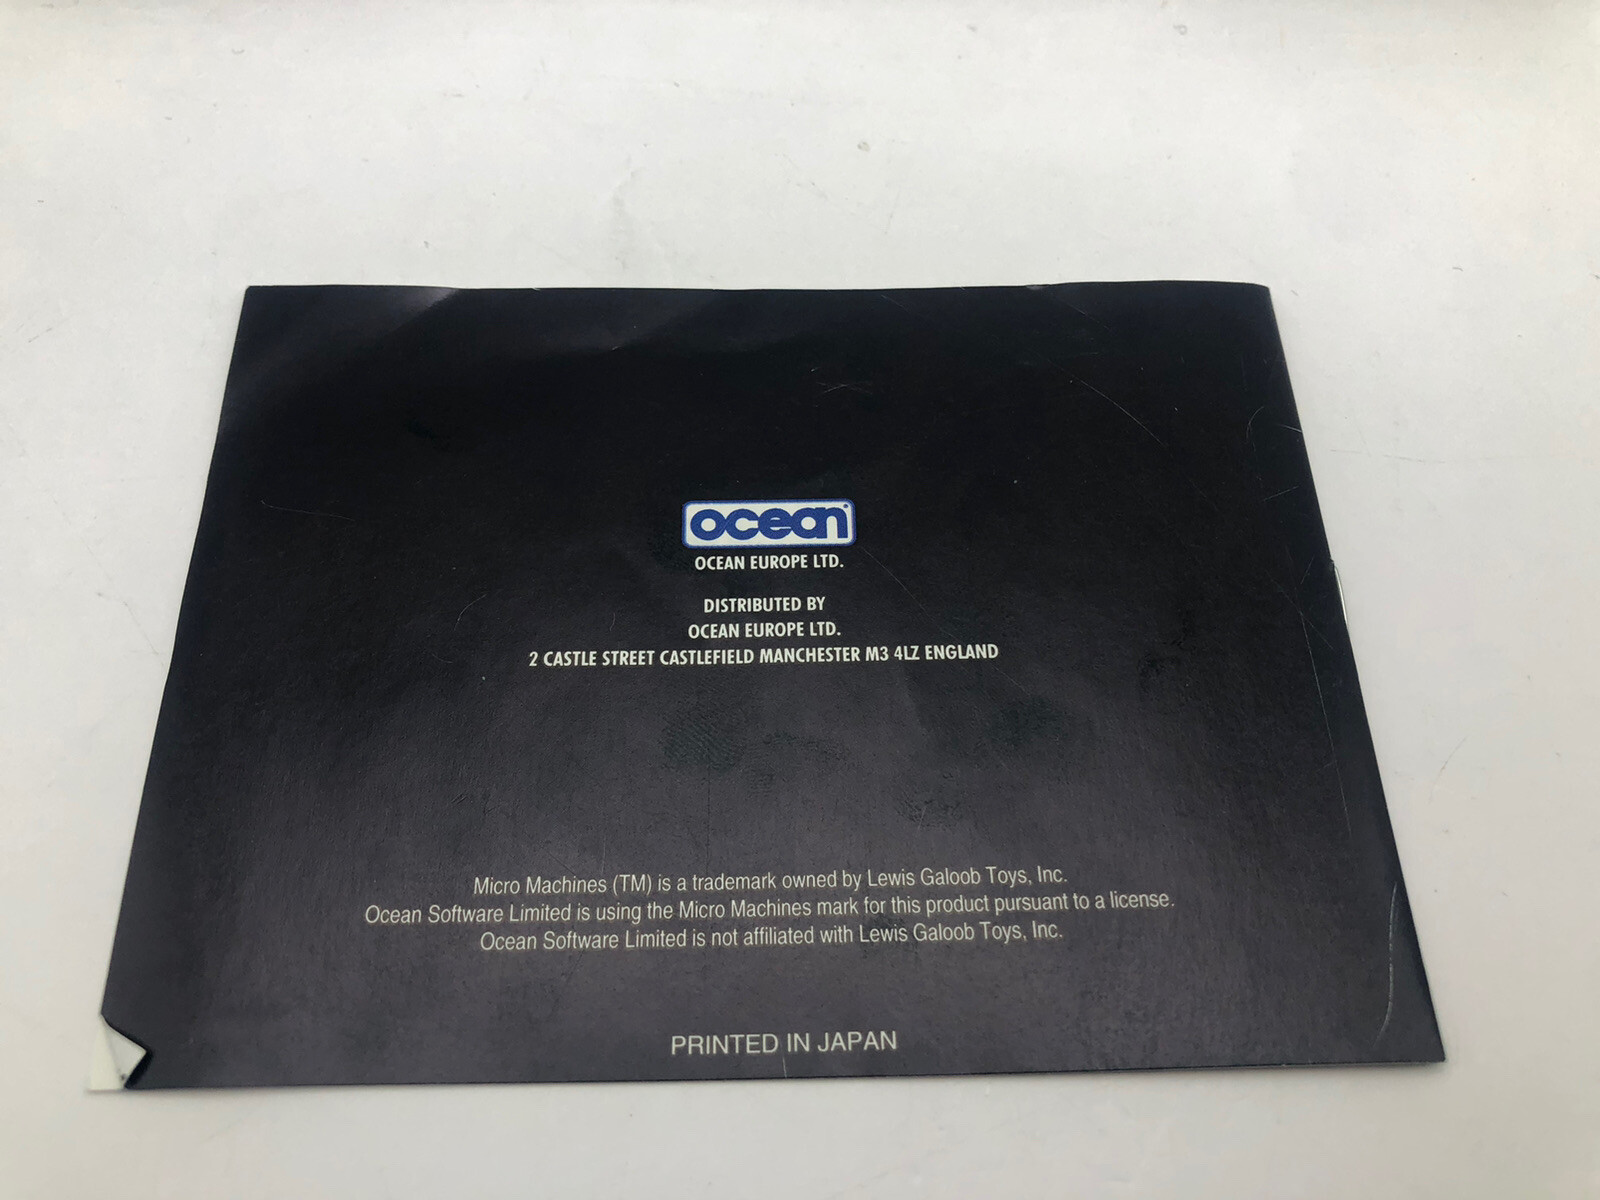 ocean
OCEAN EUROPE LTD.
DISTRIBUTED BY
OCEAN EUROPE LTD.
2 CASTLE STREET CASTLEFIELD MANCHESTER M3 4LZ ENGLAND
Micro Machines (TM) is a trademark owned by Lewis Galoob Toys, Inc.
Ocean Software Limited is using the Micro Machines mark for this product pursuant to a license.
Ocean Software Limited is not affiliated with Lewis Galoob Toys, Inc.
PRINTED IN JAPAN